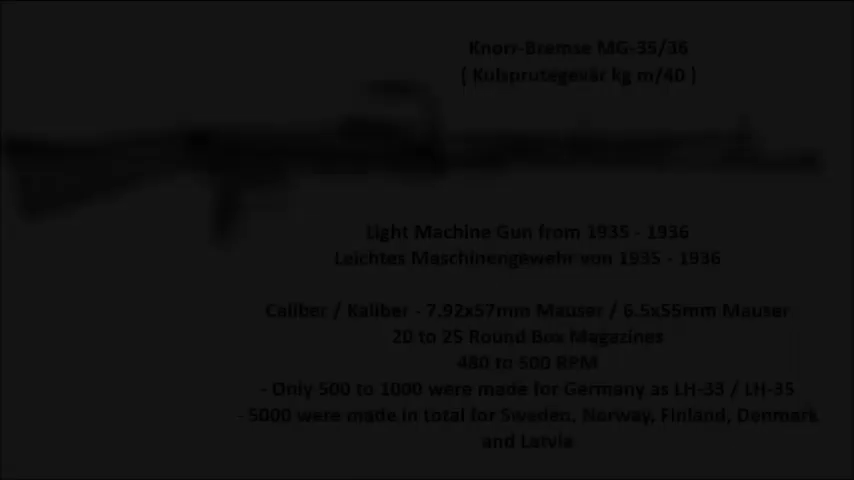 Knorr-Bremse MG-35/36
( Kulsprutegevär kg m/40 )
Light Machine Gun from 1935 - 1936
Leichtes Maschinengewehr von 1935 - 1936
Caliber / Kaliber - 7.92x57mm Mauser / 6.5x55mm Mauser
20 to 25 Round Box Magazines
480 to 500 RPM
- Only 500 to 1000 were made for Germany as LH-33 / LH-35
- 5000 were made in total for Sweden, Norway, Finland, Denmark
and Latvia